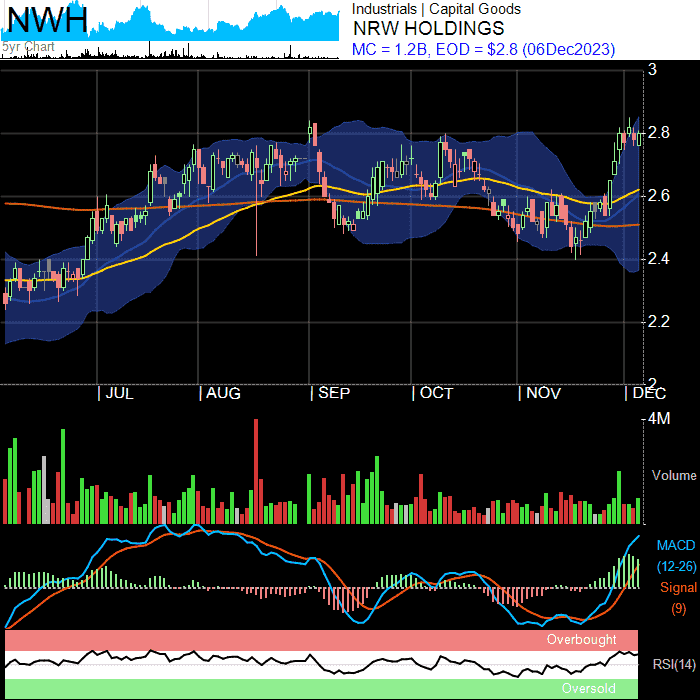 NWH
5yr Chart
Industrials | Capital Goods
NRW HOLDINGS
MC = 1.2B, EOD = $2.8 (06Dec2023)
3
2.8
2.6
2.4
2.2
2
| JUL | AUG | SEP | OCT | NOV | DEC
4M
Volume
MACD
(12-26)
Signal
(9)
Overbought
RSI(14)
Oversold